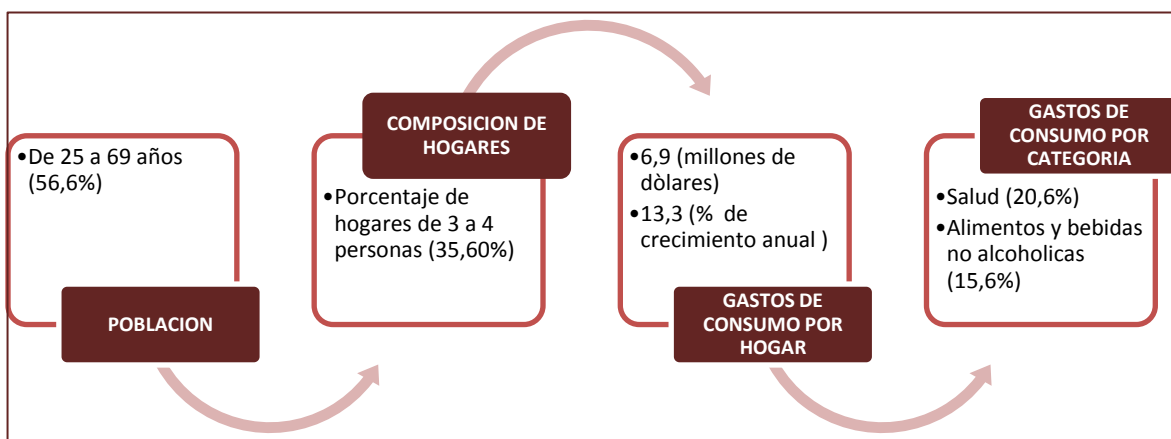 •De 25 a 69 años
(56,6%)
POBLACION
COMPOSICION DE
HOGARES
•Porcentaje de
hogares de 3 a 4
personas (35,60%)
•6,9 (millones de
dòlares)
•13,3 (% de
crecimiento anual )
GASTOS DE
CONSUMO POR
HOGAR
GASTOS DE
CONSUMO POR
CATEGORIA
•Salud (20,6%)
•Alimentos y bebidas
no alcoholicas
(15,6%)